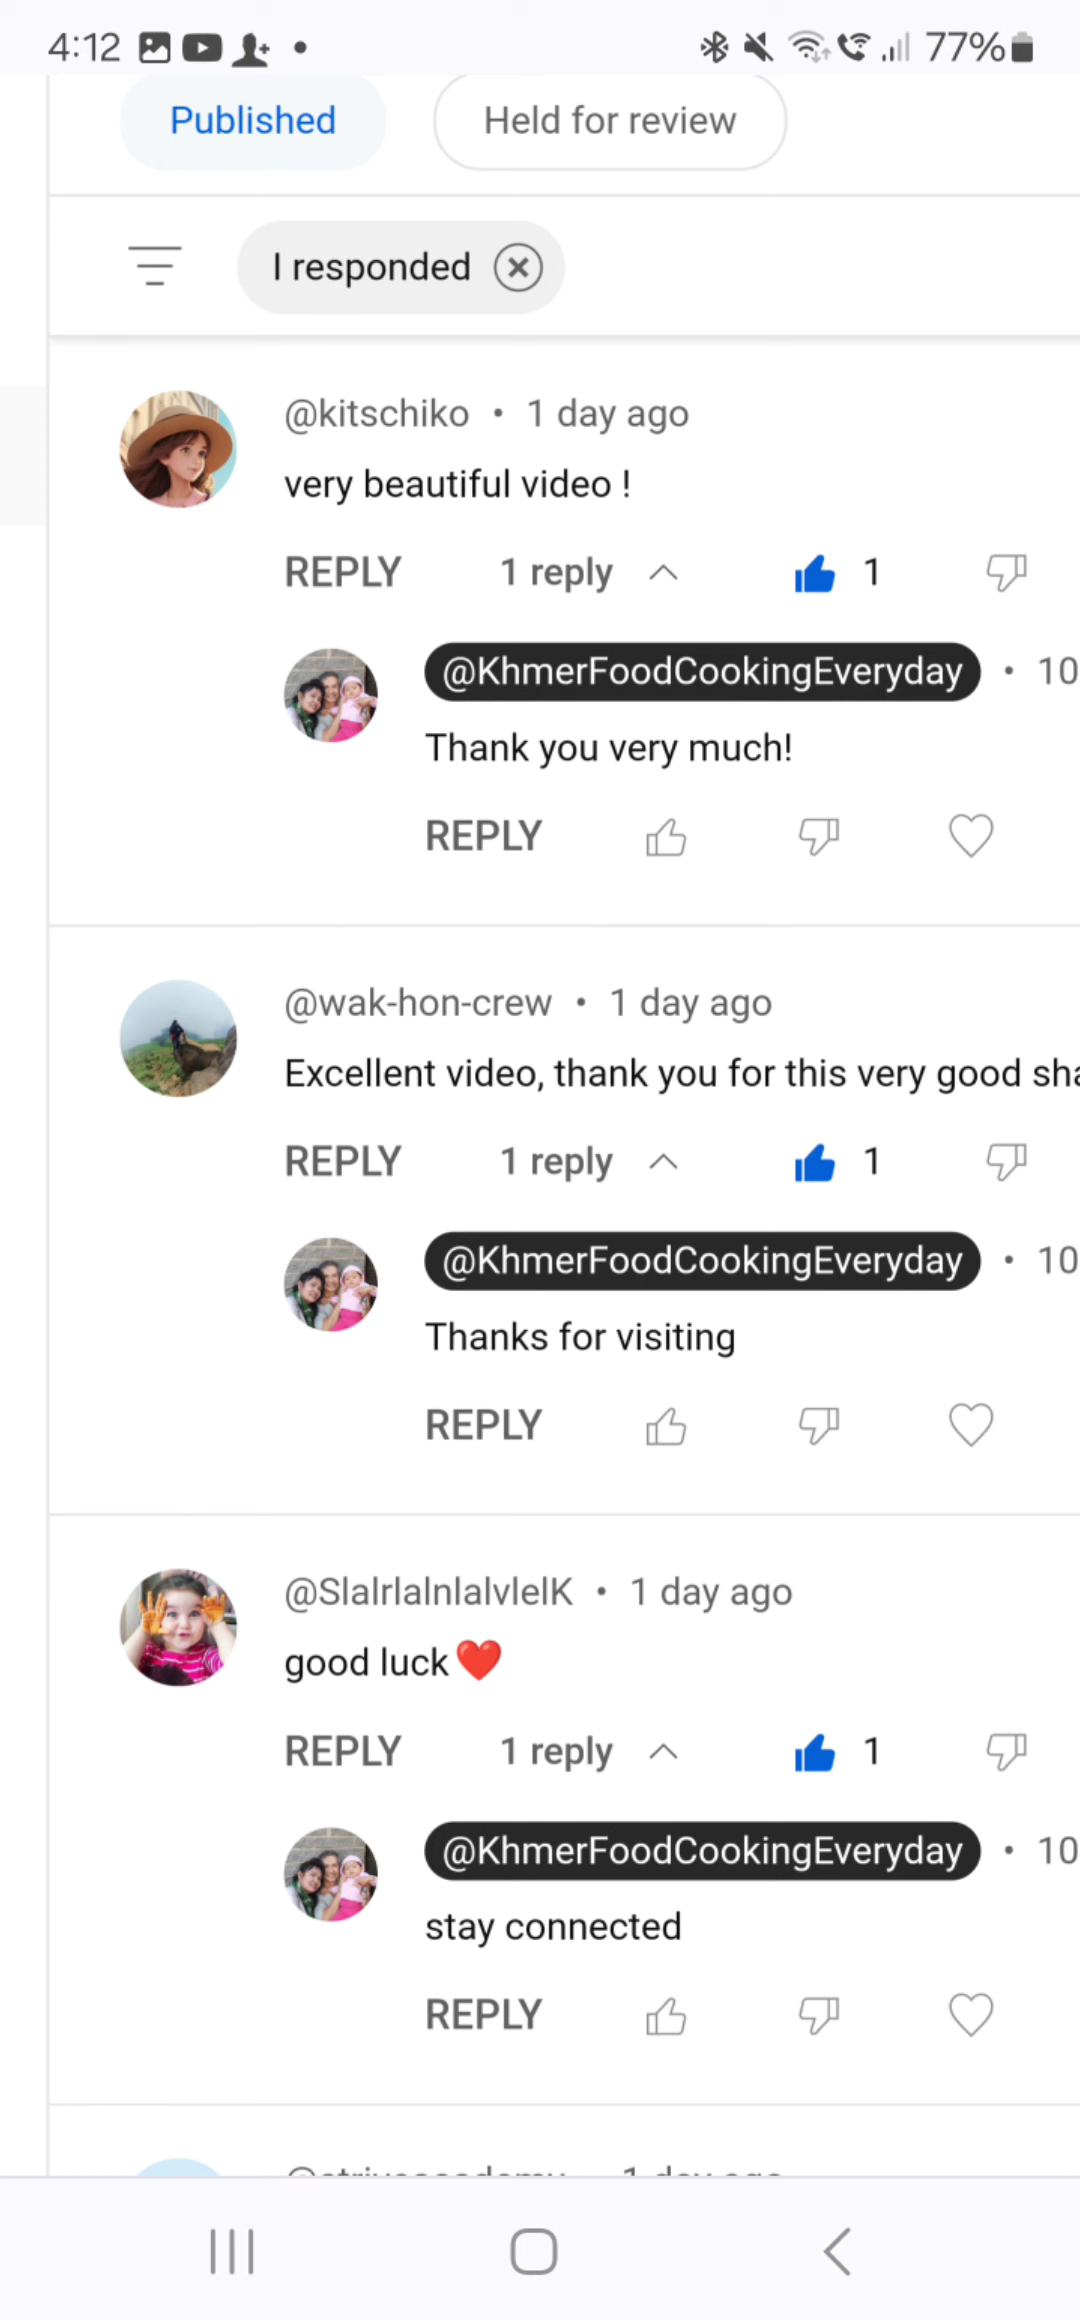 4:12 77%
Published Held for review
I responded
@kitschiko • 1 day ago
very beautiful video !
REPLY 1 reply 1
@KhmerFoodCookingEveryday • 10
Thank you very much!
REPLY
@wak-hon-crew • 1 day ago
Excellent video, thank you for this very good sha
REPLY 1 reply 1
@KhmerFoodCookingEveryday • 10
Thanks for visiting
REPLY
@SlalrlalnlalvlelK • 1 day ago
good luck❤️
REPLY 1 reply 1
@KhmerFoodCookingEveryday • 10
stay connected
REPLY
1 day ago